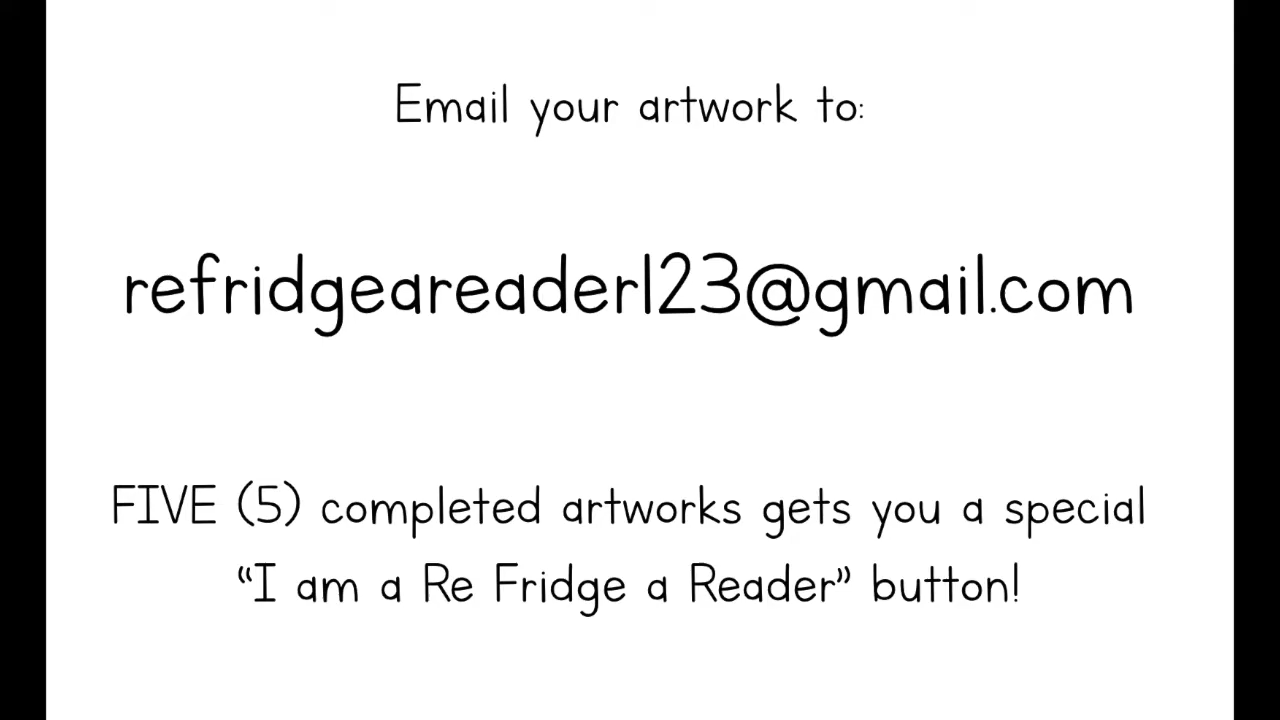 Email your artwork to:
refridgeareader123@gmail.com
FIVE (5) completed artworks gets you a special
“I am a Re Fridge a Reader” button!